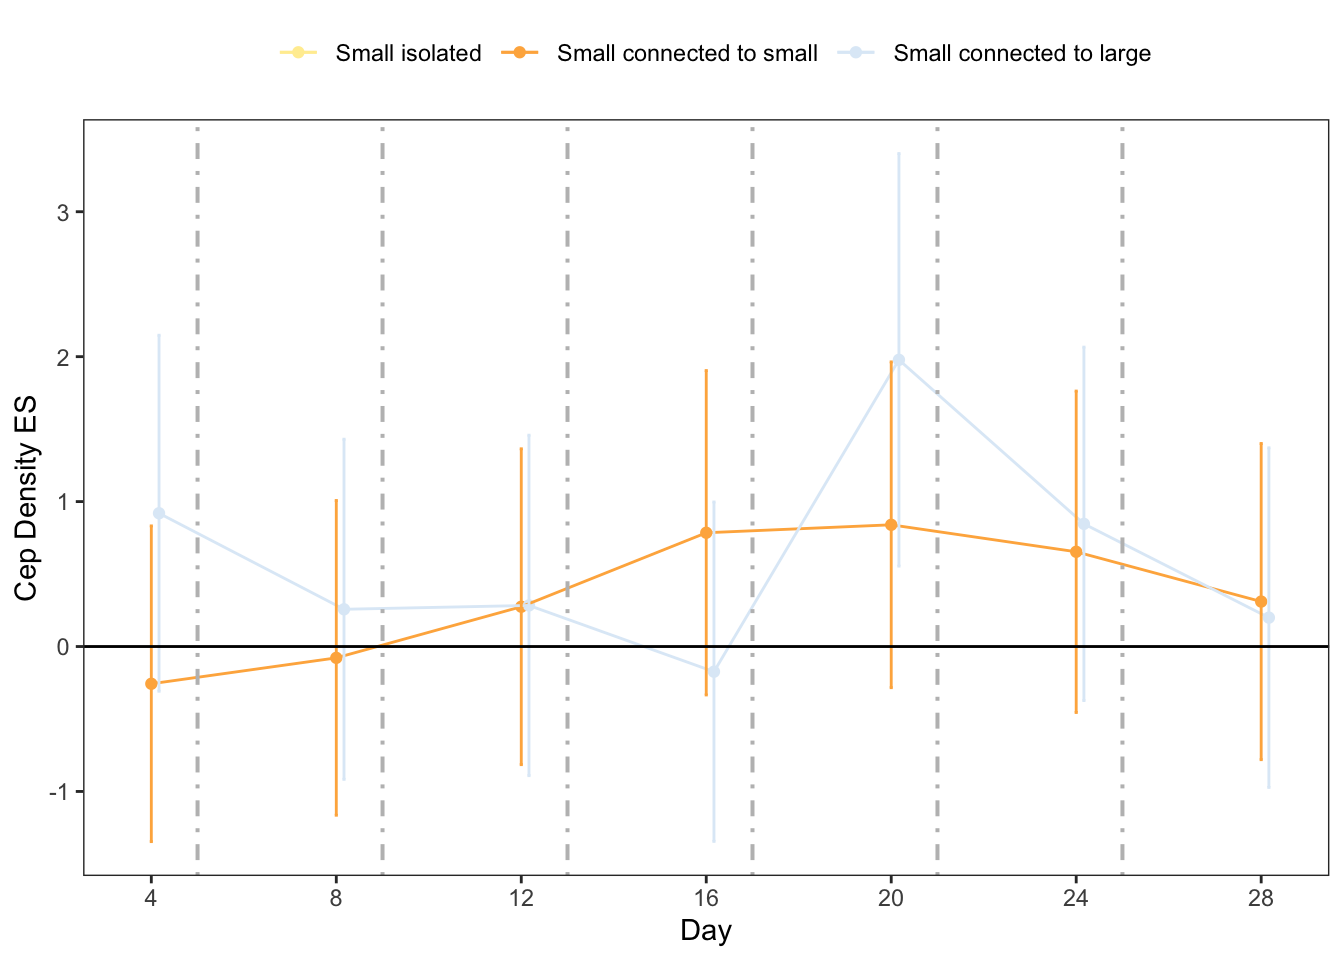 Small isolated Small connected to small Small connected to large
Cep Density ES
3
2
1
0
-1
4 8 12 16 20 24 28
Day